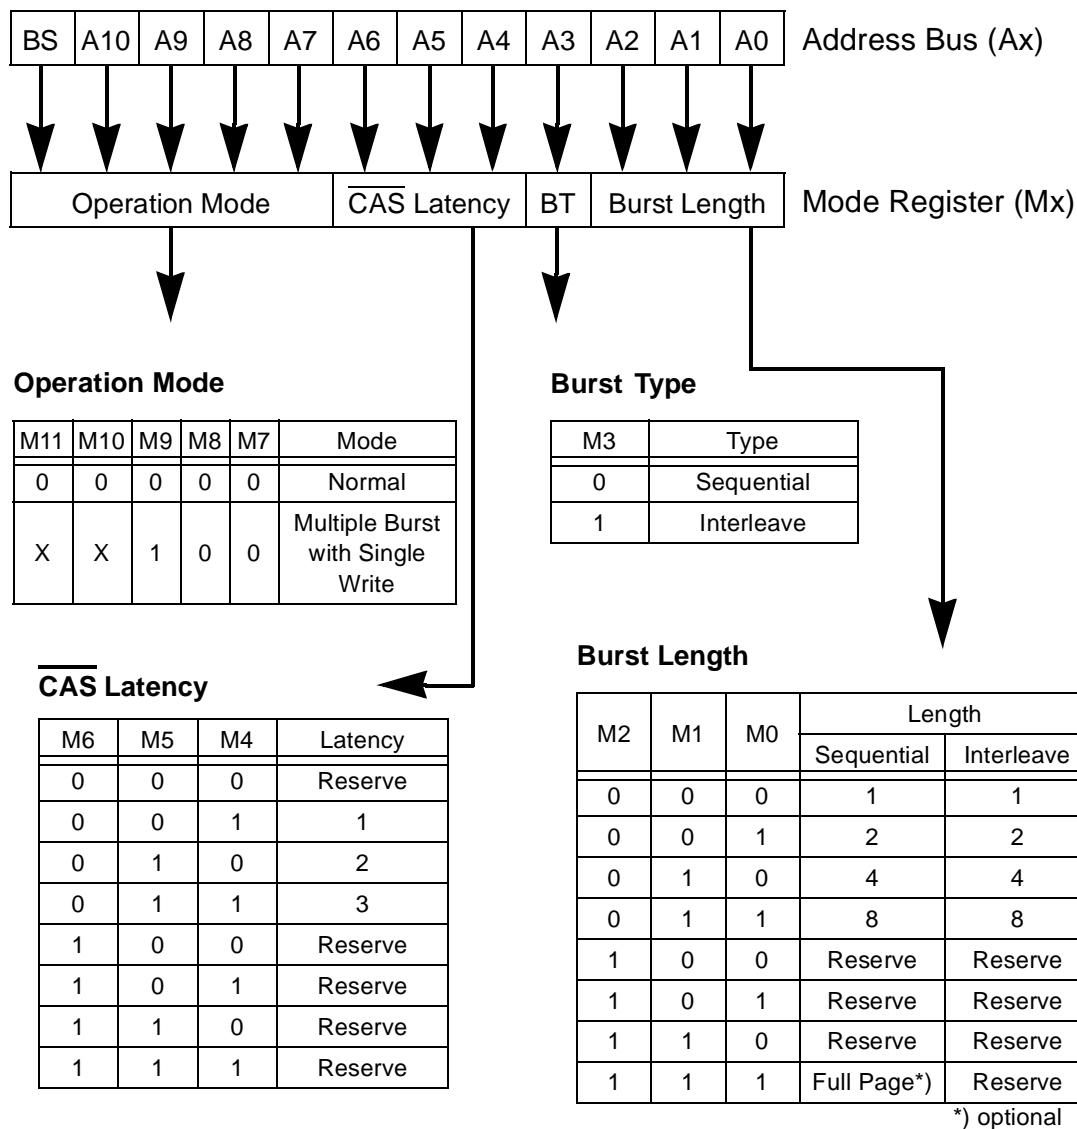 BS A10 A9 A8 A7 A6 A5 A4 A3 A2 A1 A0 Address Bus (Ax)
Operation Mode CAS Latency BT Burst Length Mode Register (Mx)
Operation Mode
M11 M10 M9 M8 M7 Mode
0 0 0 0 0 Normal
X X 1 0 0 Multiple Burst
with Single
Write
Burst Type
M3 Type
0 Sequential
1 Interleave
CAS Latency
M6 M5 M4 Latency
0 0 0 Reserve
0 0 1 1
0 1 0 2
0 1 1 3
1 0 0 Reserve
1 0 1 Reserve
1 1 0 Reserve
1 1 1 Reserve
Burst Length
M2 M1 M0 Length
Sequential Interleave
0 0 0 1 1
0 0 1 2 2
0 1 0 4 4
0 1 1 8 8
1 0 0 Reserve Reserve
1 0 1 Reserve Reserve
1 1 0 Reserve Reserve
1 1 1 Full Page*) Reserve
*) optional